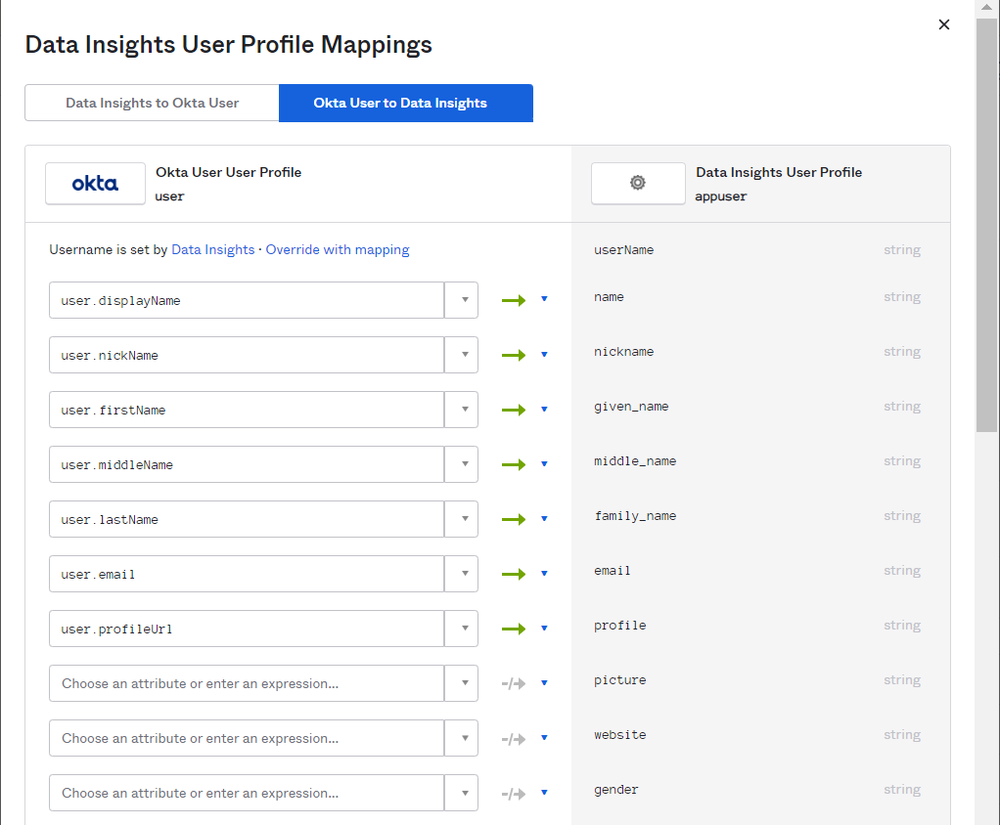 Data Insights User Profile Mappings
Data Insights to Okta User
Okta User to Data Insights
okta
Okta User User Profile
user
Data Insights User Profile
appuser
Username is set by Data Insights · Override with mapping
userName string
user.displayName name string
user.nickName nickname string
user.firstName given_name string
user.middleName middle_name string
user.lastName family_name string
user.email email string
user.profileUrl profile string
Choose an attribute or enter an expression... picture string
Choose an attribute or enter an expression... website string
Choose an attribute or enter an expression... gender string